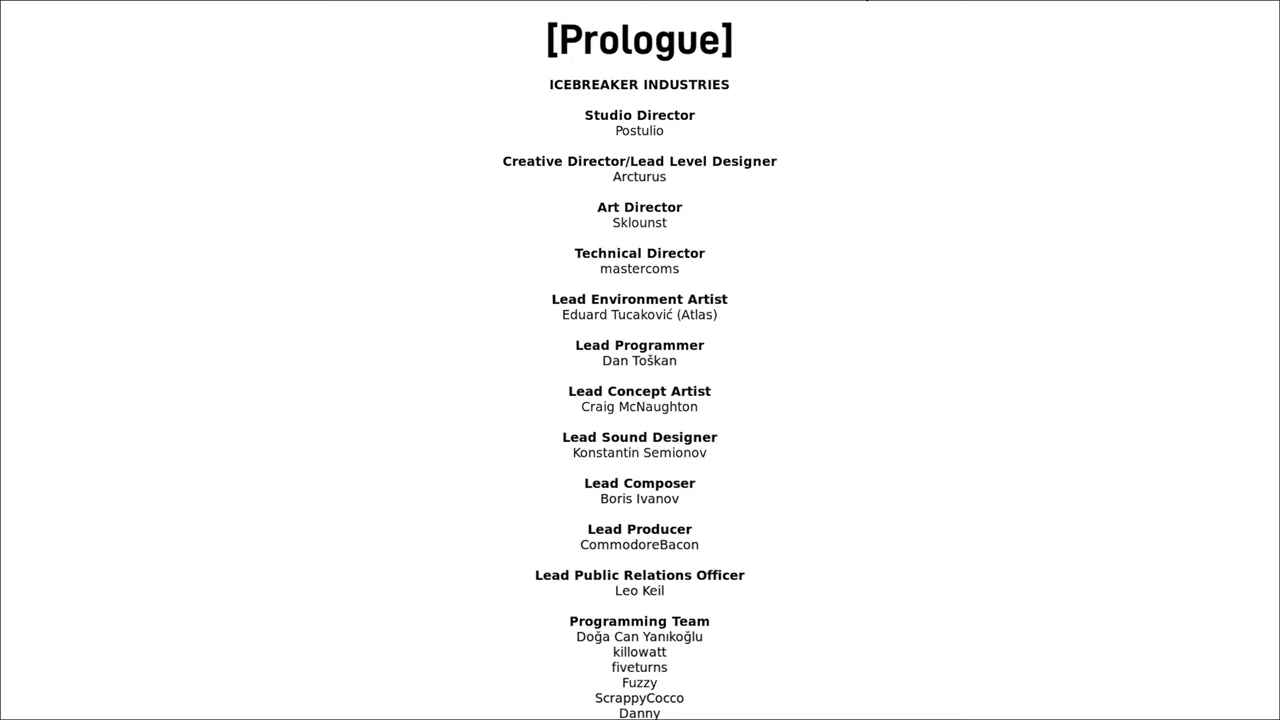 [Prologue]
ICEBREAKER INDUSTRIES
Studio Director
Postulio
Creative Director/Lead Level Designer
Arcturus
Art Director
Sklounst
Technical Director
mastercoms
Lead Environment Artist
Eduard Tucaković (Atlas)
Lead Programmer
Dan Toškan
Lead Concept Artist
Craig McNaughton
Lead Sound Designer
Konstantin Semionov
Lead Composer
Boris Ivanov
Lead Producer
CommodoreBacon
Lead Public Relations Officer
Leo Keil
Programming Team
Doğa Can Yanıkoğlu
killowatt
fiveturns
Fuzzy
ScrappyCocco
Danny